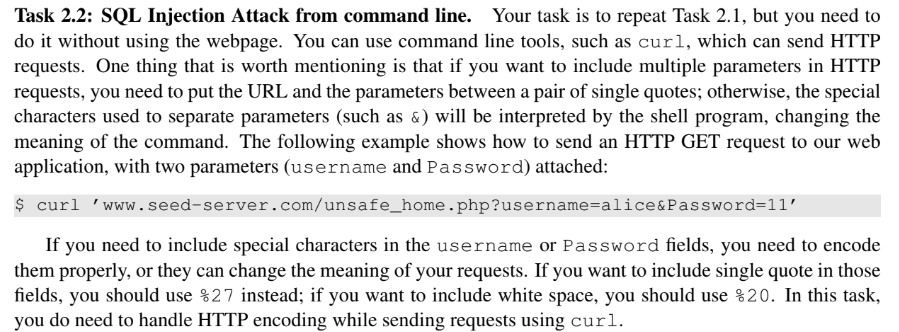 Task 2.2: SQL Injection Attack from command line. Your task is to repeat Task 2.1, but you need to
do it without using the webpage. You can use command line tools, such as curl, which can send HTTP
requests. One thing that is worth mentioning is that if you want to include multiple parameters in HTTP
requests, you need to put the URL and the parameters between a pair of single quotes; otherwise, the special
characters used to separate parameters (such as &) will be interpreted by the shell program, changing the
meaning of the command. The following example shows how to send an HTTP GET request to our web
application, with two parameters (username and Password) attached:
$ curl 'www.seed-server.com/unsafe_home.php?username=alice&Password=11'
If you need to include special characters in the username or Password fields, you need to encode
them properly, or they can change the meaning of your requests. If you want to include single quote in those
fields, you should use %27 instead; if you want to include white space, you should use %20. In this task,
you do need to handle HTTP encoding while sending requests using curl.